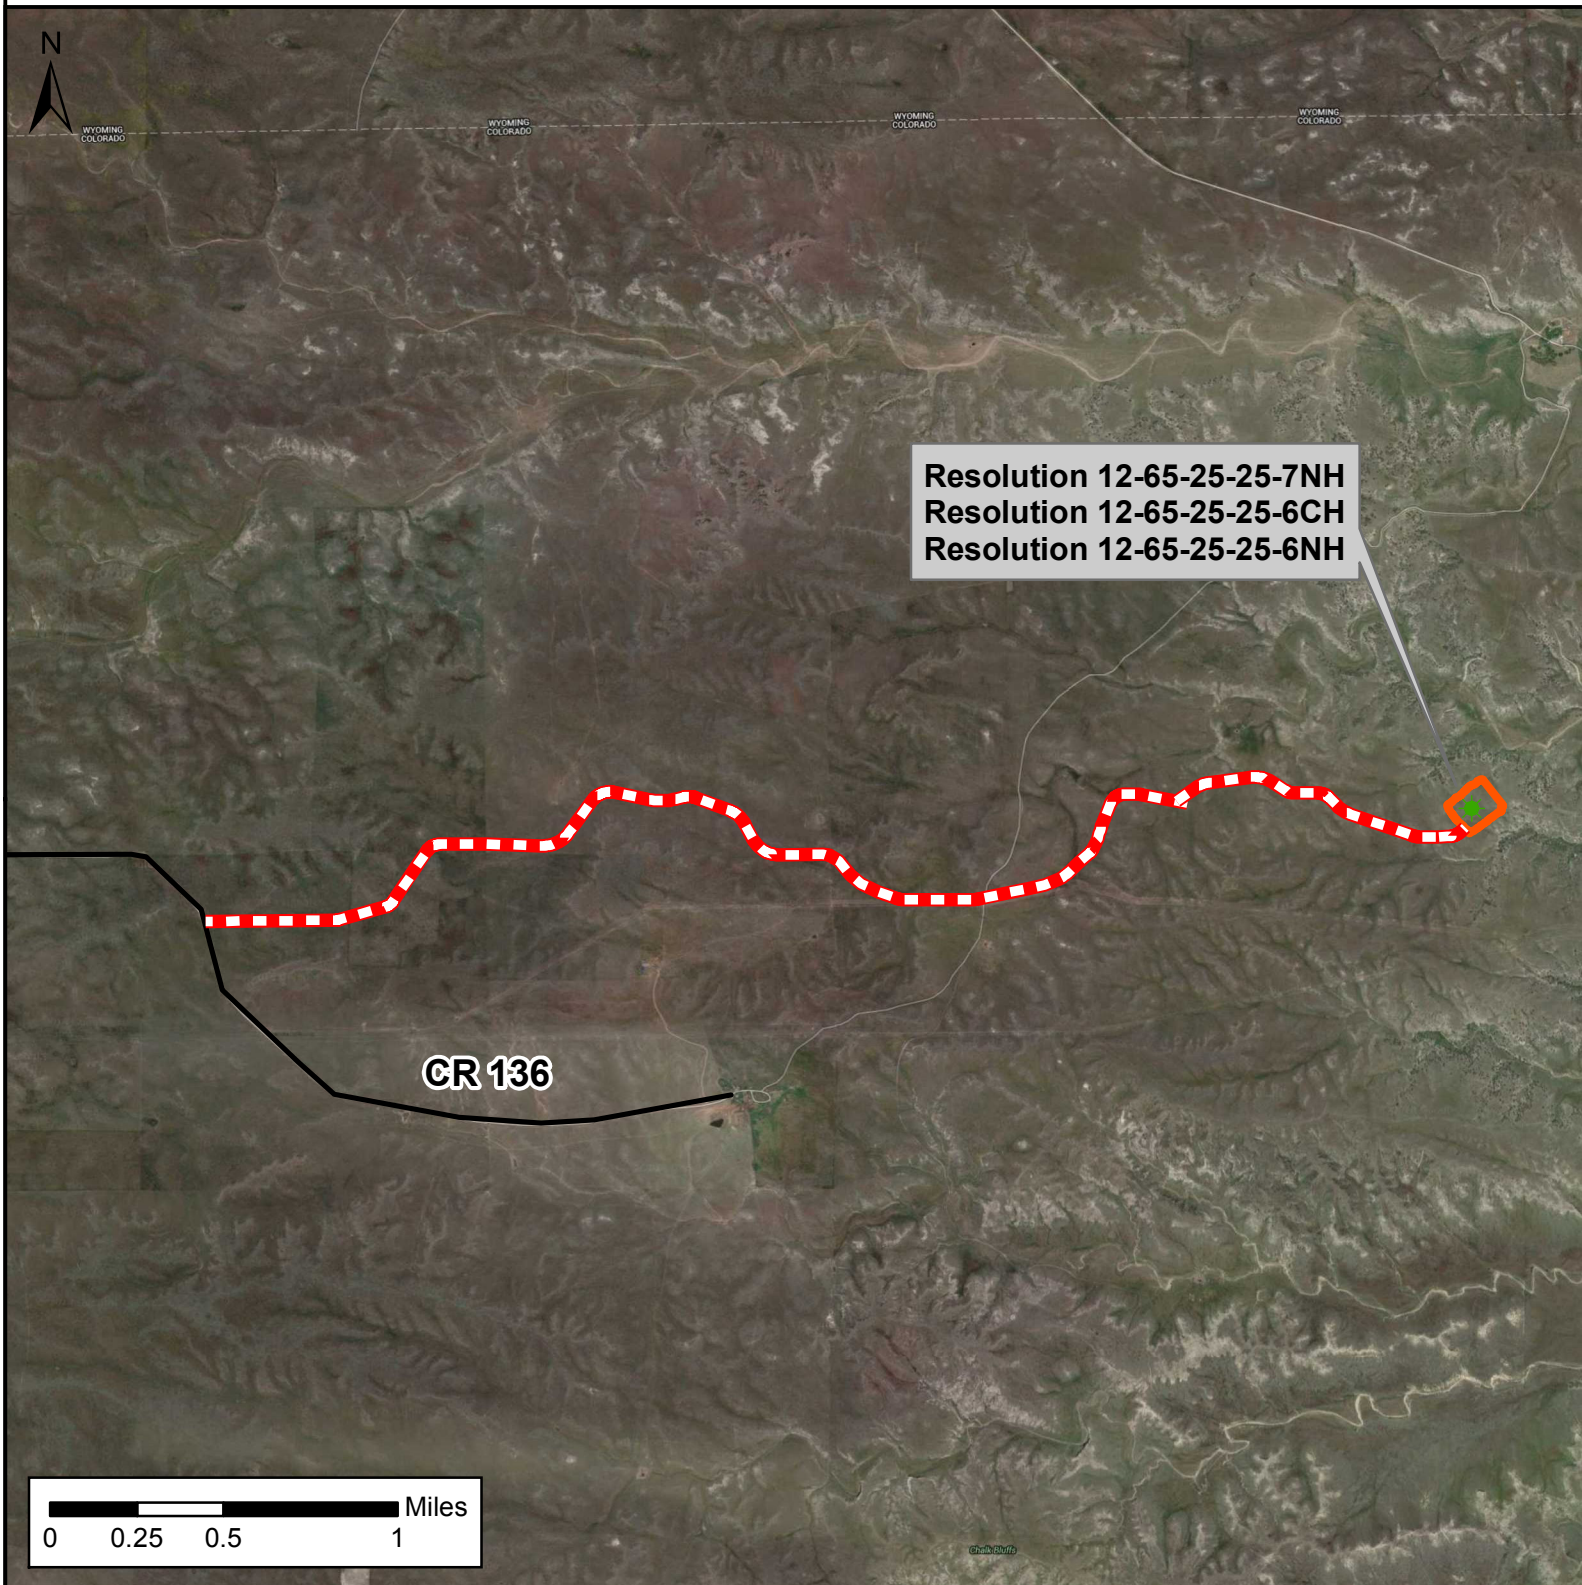 N
WYOMING
COLORADO
WYOMING
COLORADO
WYOMING
COLORADO
WYOMING
COLORADO
Resolution 12-65-25-25-7NH
Resolution 12-65-25-25-6CH
Resolution 12-65-25-25-6NH
CR 136
Miles
0 0.25 0.5 1
Chalk Bluffs